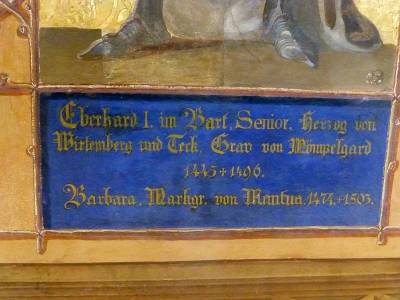 Eberhard I. im Bart, Senior, Herzog von
Wirtemberg und Teck, Grav von Mömpelgard
1445+1496.
Barbara, Markgr. von Mantua, 1474,+1503.